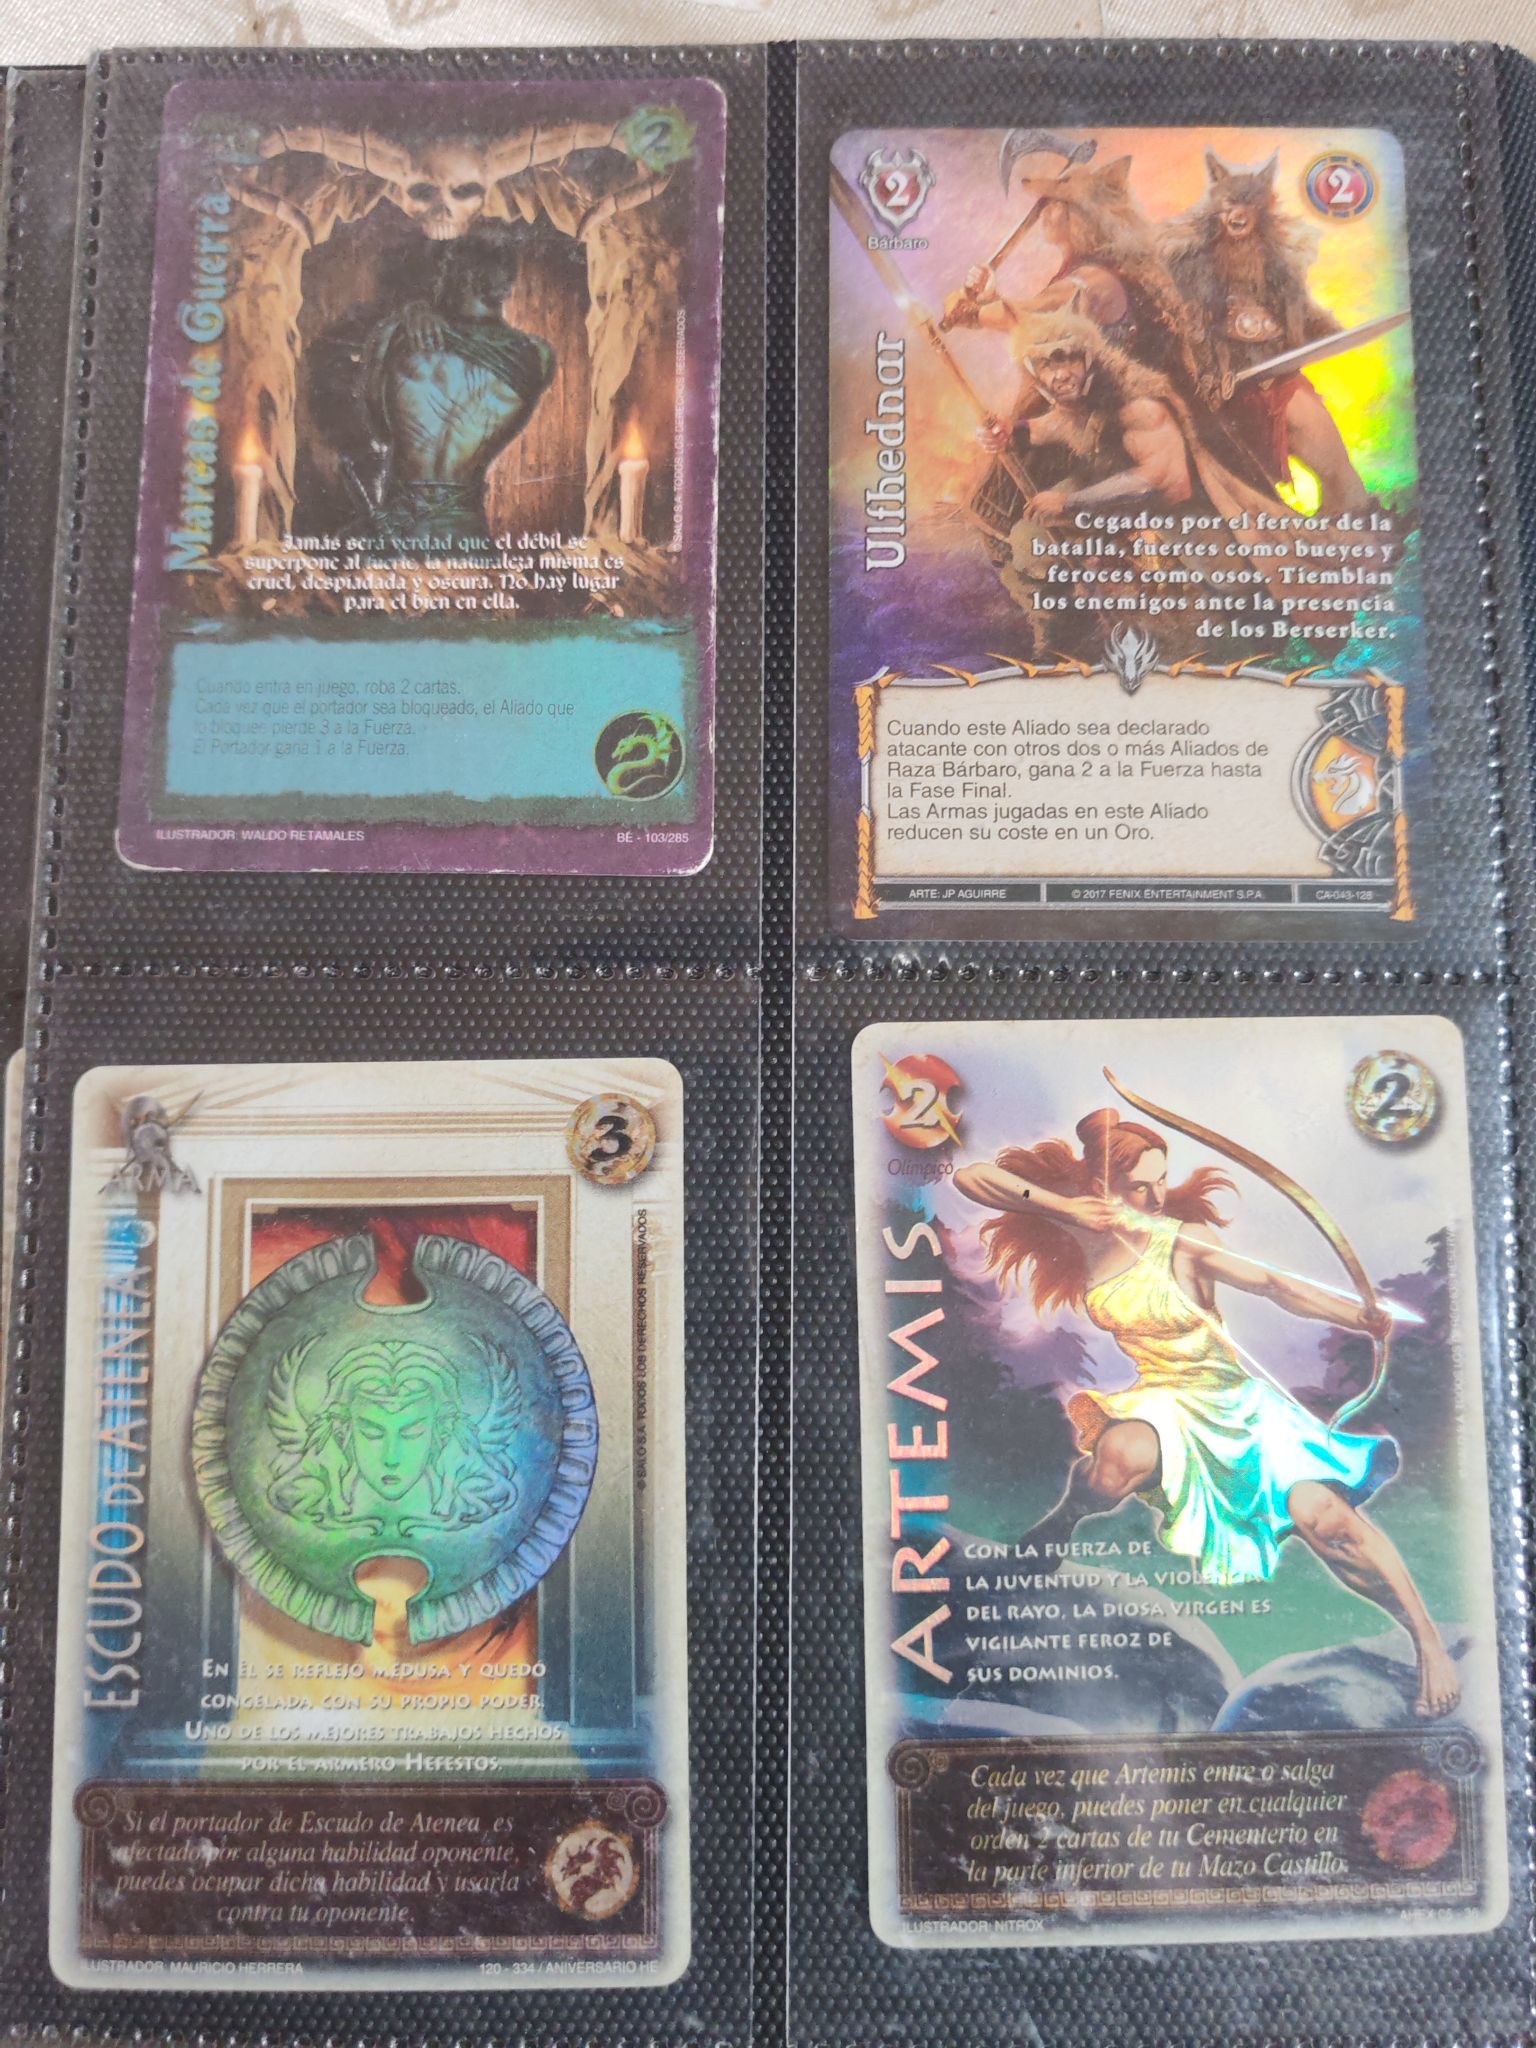 2
Marcas de Guerra
©SALO S.A. TODOS LOS DERECHOS RESERVADOS
Jamás será verdad que el débil se
superpone al fuerte, la naturaleza misma es
cruel, despiadada y oscura. No hay lugar
para el bien en ella.
Cuando entra en juego, roba 2 cartas.
Cada vez que el portador sea bloqueado, el Aliado que
lo bloquee pierde 3 a la Fuerza.
El Portador gana 1 a la Fuerza.
ILUSTRADOR: WALDO RETAMALES
BE - 103/285
2
Bárbaro
2
Ulfhednar
Cegados por el fervor de la
batalla, fuertes como bueyes y
feroces como osos. Tiemblan
los enemigos ante la presencia
de los Berserker.
Cuando este Aliado sea declarado
atacante con otros dos o más Aliados de
Raza Bárbaro, gana 2 a la Fuerza hasta
la Fase Final.
Las Armas jugadas en este Aliado
reducen su coste en un Oro.
ARTE: JP AGUIRRE
© 2017 FENIX ENTERTAINMENT S.P.A.
CA-043-128
ARMA
3
ESCUDO DE ATENEA
© SALO S.A. TODOS LOS DERECHOS RESERVADOS
EN ÉL SE REFLEJO MEDUSA Y QUEDÓ
CONGELADA CON SU PROPIO PODER.
UNO DE LOS MEJORES TRABAJOS HECHOS
POR EL ARMERO HEFESTOS.
Si el portador de Escudo de Atenea es
afectado por alguna habilidad oponente,
puedes ocupar dicha habilidad y usarla
contra tu oponente.
ILUSTRADOR: MAURICIO HERRERA
120 - 334 / ANIVERSARIO HE
2
Olímpico
2
ARTEMIS
CON LA FUERZA DE
LA JUVENTUD Y LA VIOLENCIA
DEL RAYO, LA DIOSA VIRGEN ES
VIGILANTE FEROZ DE
SUS DOMINIOS.
Cada vez que Artemis entre o salga
del juego, puedes poner en cualquier
orden 2 cartas de tu Cementerio en
la parte inferior de tu Mazo Castillo.
ILUSTRADOR: NITROX